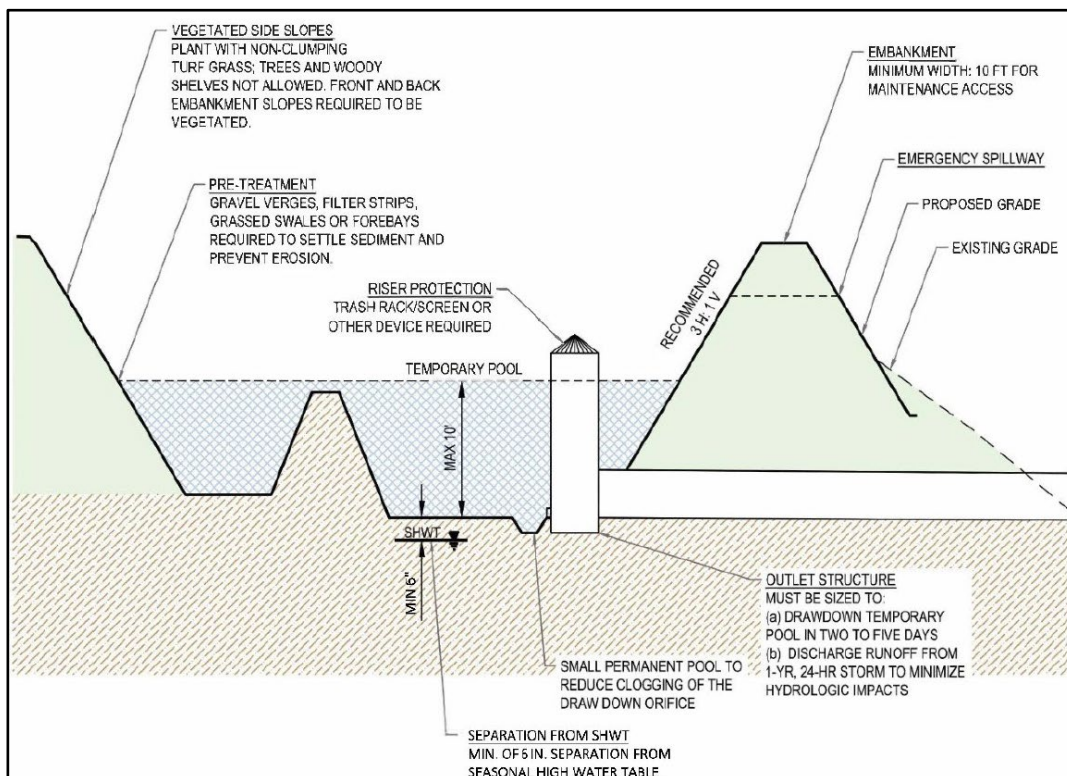 VEGETATED SIDE SLOPES
PLANT WITH NON-CLUMPING
TURF GRASS; TREES AND WOODY
SHELVES NOT ALLOWED. FRONT AND BACK
EMBANKMENT SLOPES REQUIRED TO BE
VEGETATED.
EMBANKMENT
MINIMUM WIDTH: 10 FT FOR
MAINTENANCE ACCESS
PRE-TREATMENT
GRAVEL VERGES, FILTER STRIPS,
GRASSED SWALES OR FOREBAYS
REQUIRED TO SETTLE SEDIMENT AND
PREVENT EROSION.
EMERGENCY SPILLWAY
PROPOSED GRADE
EXISTING GRADE
RISER PROTECTION
TRASH RACK/SCREEN OR
OTHER DEVICE REQUIRED
RECOMMENDED
3 H: 1 V
TEMPORARY POOL
MAX 10'
SHWT
MIN 6"
OUTLET STRUCTURE
MUST BE SIZED TO:
(a) DRAWDOWN TEMPORARY
POOL IN TWO TO FIVE DAYS
(b) DISCHARGE RUNOFF FROM
1-YR, 24-HR STORM TO MINIMIZE
HYDROLOGIC IMPACTS
SMALL PERMANENT POOL TO
REDUCE CLOGGING OF THE
DRAW DOWN ORIFICE
SEPARATION FROM SHWT
MIN. OF 6 IN. SEPARATION FROM
SEASONAL HIGH WATER TABLE